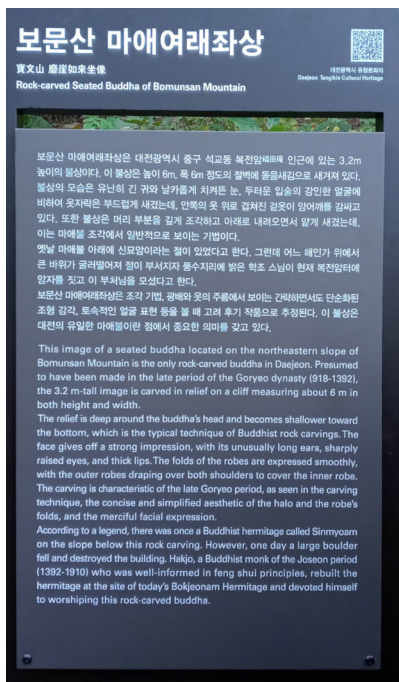 보문산 마애여래좌상
寶文山 磨崖如來坐像
Rock-carved Seated Buddha of Bomunsan Mountain
대전광역시 유형문화재
Daejeon Tangible Cultural Heritage
보문산 마애여래좌상은 대전광역시 중구 석교동 복전암福田庵 인근에 있는 3.2m
높이의 불상이다. 이 불상은 높이 6m, 폭 6m 정도의 절벽에 돋을새김으로 새겨져 있다.
불상의 모습은 유난히 긴 귀와 날카롭게 치켜뜬 눈, 두터운 입술의 강인한 얼굴에
비하여 옷자락은 부드럽게 새겼는데, 안쪽의 옷 위로 겹쳐진 겉옷이 양어깨를 감싸고
있다. 또한 불상은 머리 부분을 깊게 조각하고 아래로 내려오면서 얕게 새겼는데,
이는 마애불 조각에서 일반적으로 보이는 기법이다.
옛날 마애불 아래에 신묘암이라는 절이 있었다고 한다. 그런데 어느 해인가 위에서
큰 바위가 굴러떨어져 절이 부서지자 풍수지리에 밝은 학조 스님이 현재 복전암터에
암자를 짓고 이 부처님을 모셨다고 한다.
보문산 마애여래좌상은 조각 기법, 광배와 옷의 주름에서 보이는 간략하면서도 단순화된
조형 감각, 토속적인 얼굴 표현 등을 볼 때 고려 후기 작품으로 추정된다. 이 불상은
대전의 유일한 마애불이란 점에서 중요한 의미를 갖고 있다.
This image of a seated buddha located on the northeastern slope of
Bomunsan Mountain is the only rock-carved buddha in Daejeon. Presumed
to have been made in the late period of the Goryeo dynasty (918-1392),
the 3.2 m-tall image is carved in relief on a cliff measuring about 6 m in
both height and width.
The relief is deep around the buddha's head and becomes shallower toward
the bottom, which is the typical technique of Buddhist rock carvings. The
face gives off a strong impression, with its unusually long ears, sharply
raised eyes, and thick lips. The folds of the robes are expressed smoothly,
with the outer robes draping over both shoulders to cover the inner robe.
The carving is characteristic of the late Goryeo period, as seen in the carving
technique, the concise and simplified aesthetic of the halo and the robe's
folds, and the merciful facial expression.
According to a legend, there was once a Buddhist hermitage called Sinmyoam
on the slope below this rock carving. However, one day a large boulder
fell and destroyed the building. Hakjo, a Buddhist monk of the Joseon period
(1392-1910) who was well-informed in feng shui principles, rebuilt the
hermitage at the site of today's Bokjeonam Hermitage and devoted himself
to worshiping this rock-carved buddha.